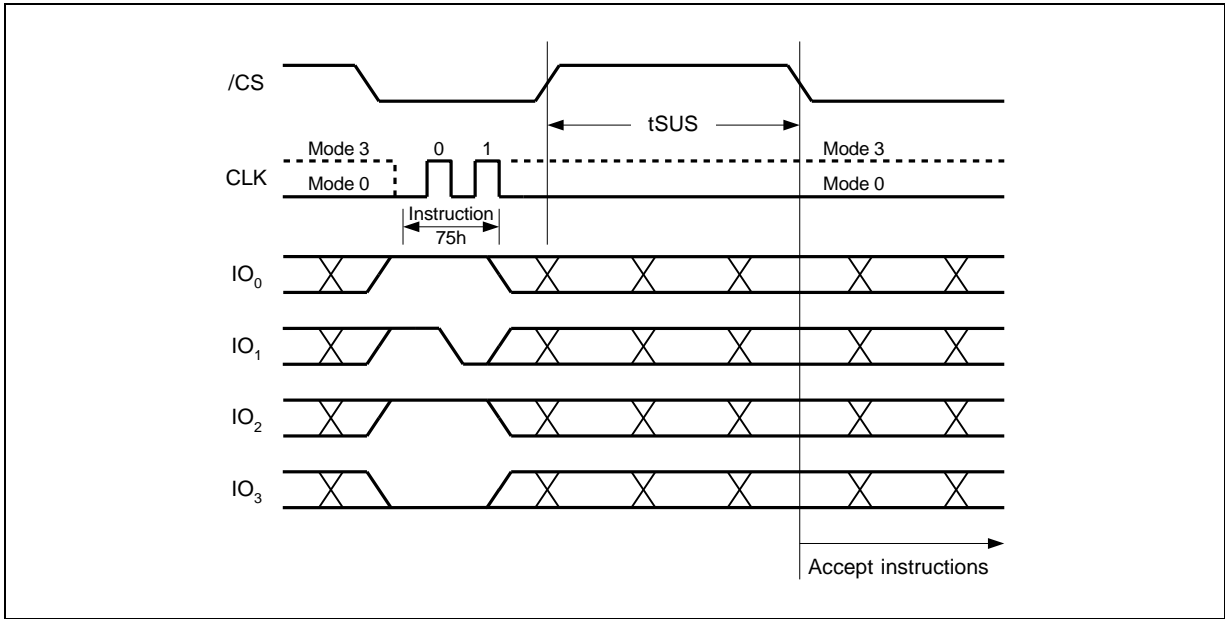 /CS
tSUS
Mode 3 0 1 Mode 3
CLK
Mode 0 Mode 0
Instruction
75h
IO0
IO1
IO2
IO3
Accept instructions